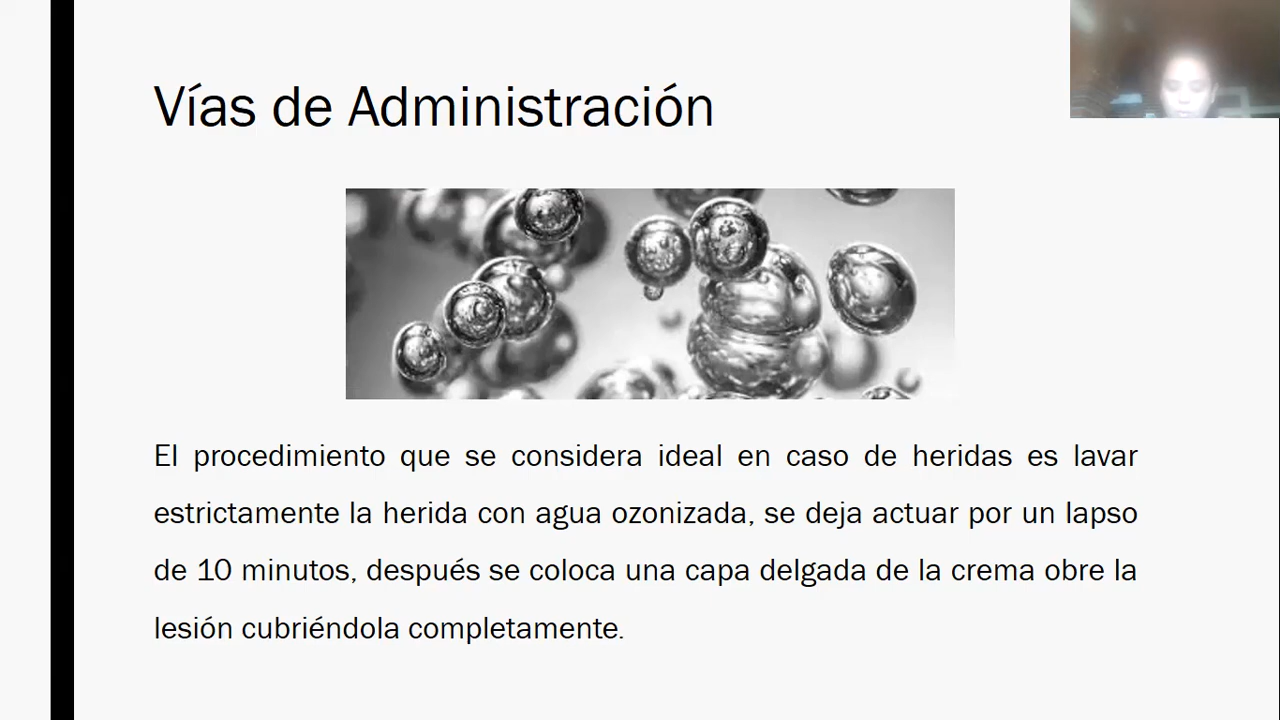 Vías de Administración
El procedimiento que se considera ideal en caso de heridas es lavar
estrictamente la herida con agua ozonizada, se deja actuar por un lapso
de 10 minutos, después se coloca una capa delgada de la crema obre la
lesión cubriéndola completamente.